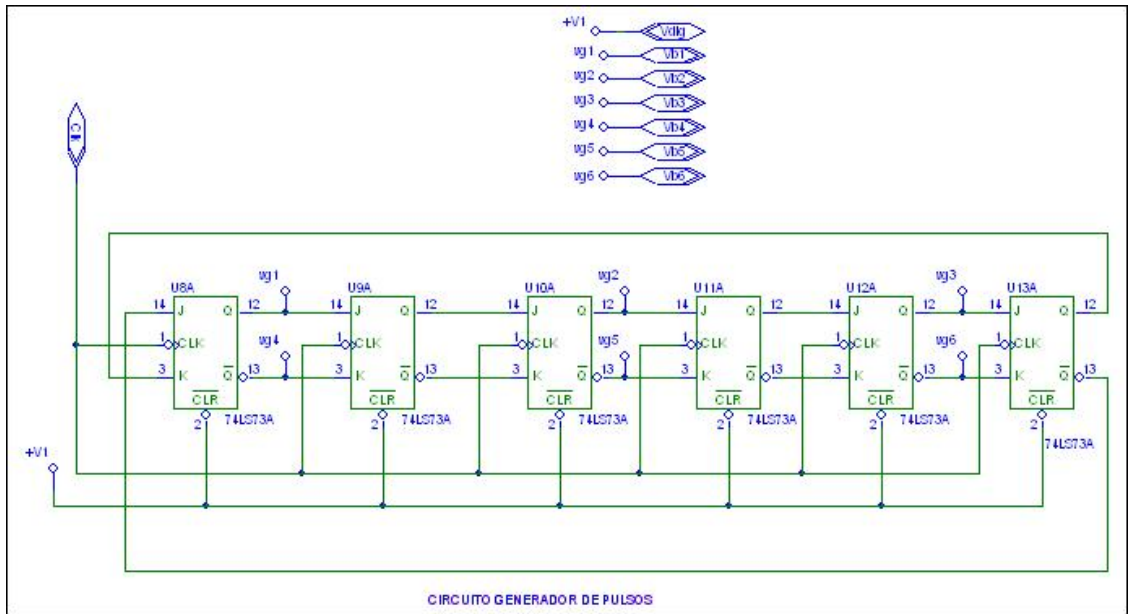 +V1 Vdig
vg1 Vb1
vg2 Vb2
vg3 Vb3
vg4 Vb4
vg5 Vb5
vg6 Vb6
Clk
vg1 vg2 vg3
U8A U9A U10A U11A U12A U13A
14 J Q 12 14 J Q 12 14 J Q 12 14 J Q 12 14 J Q 12 14 J Q 12
1 CLK 1 CLK 1 CLK 1 CLK 1 CLK 1 CLK
vg4 vg5 vg6
3 K Q 13 3 K Q 13 3 K Q 13 3 K Q 13 3 K Q 13 3 K Q 13
CLR CLR CLR CLR CLR CLR
2 74LS73A 2 74LS73A 2 74LS73A 2 74LS73A 2 74LS73A 2 74LS73A
+V1
CIRCUITO GENERADOR DE PULSOS